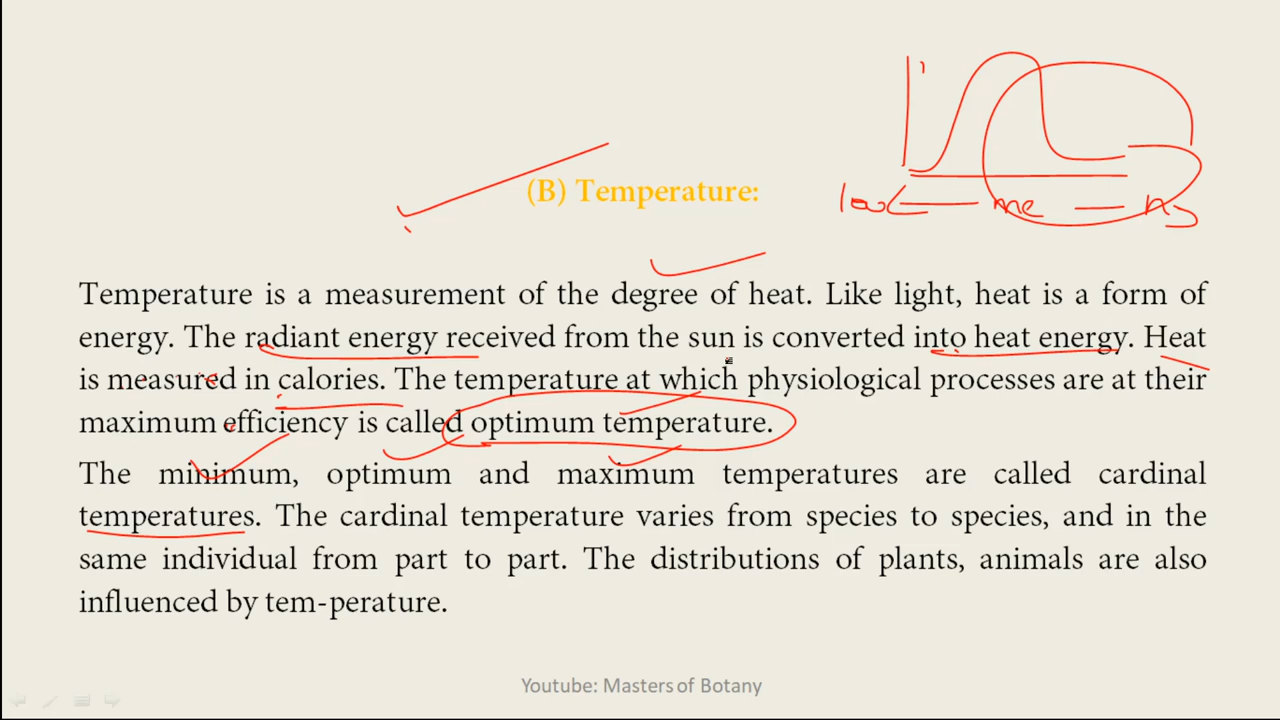 (B) Temperature:
Temperature is a measurement of the degree of heat. Like light, heat is a form of
energy. The radiant energy received from the sun is converted into heat energy. Heat
is measured in calories. The temperature at which physiological processes are at their
maximum efficiency is called optimum temperature.
The minimum, optimum and maximum temperatures are called cardinal
temperatures. The cardinal temperature varies from species to species, and in the
same individual from part to part. The distributions of plants, animals are also
influenced by tem-perature.
Youtube: Masters of Botany